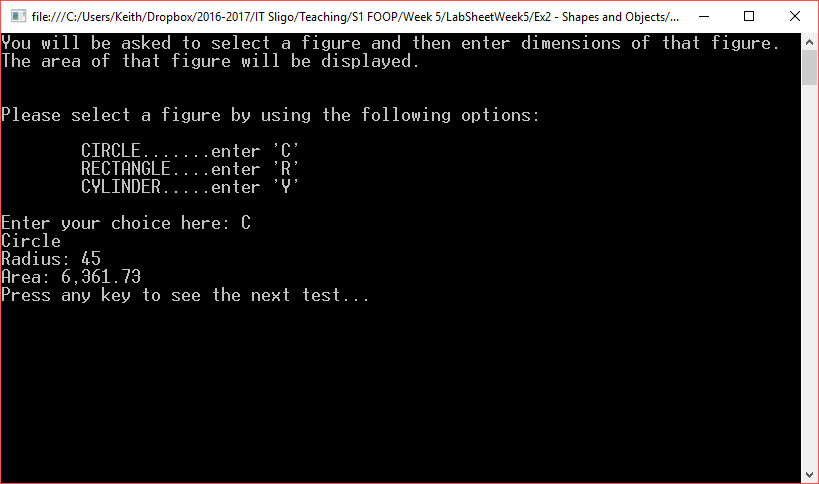 file:///C:/Users/Keith/Dropbox/2016-2017/IT Sligo/Teaching/S1 FOOP/Week 5/LabSheetWeek5/Ex2 - Shapes and Objects/...
You will be asked to select a figure and then enter dimensions of that figure.
The area of that figure will be displayed.
Please select a figure by using the following options:
CIRCLE.......enter 'C'
RECTANGLE....enter 'R'
CYLINDER.....enter 'Y'
Enter your choice here: C
Circle
Radius: 45
Area: 6,361.73
Press any key to see the next test...